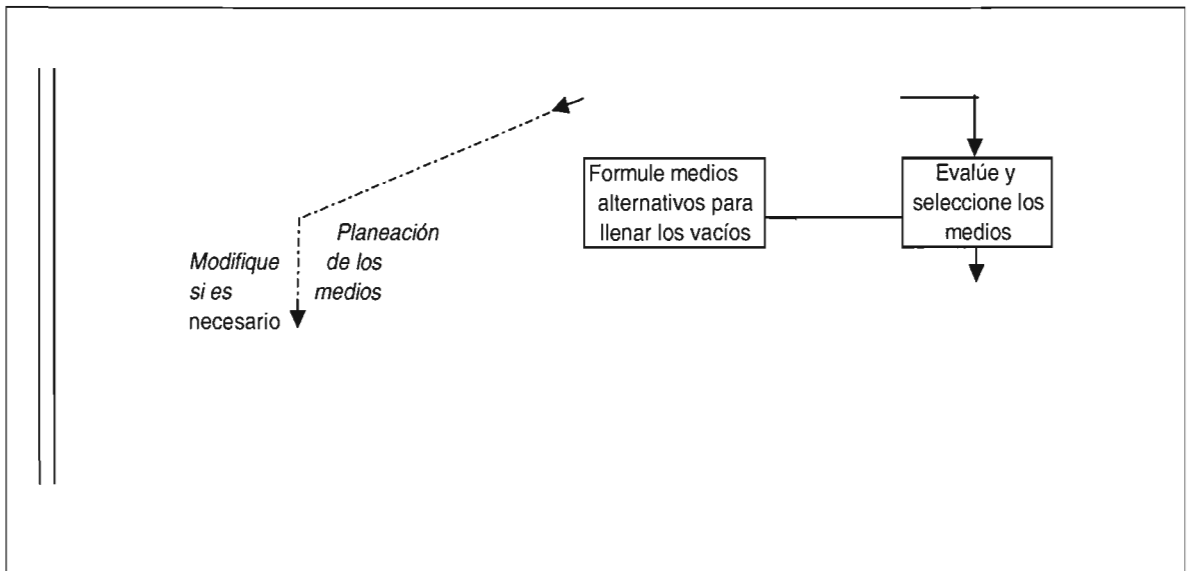 Formule medios
alternativos para
llenar los vacíos
Evalúe y
seleccione los
medios
Planeación
de los
medios
Modifique
si es
necesario